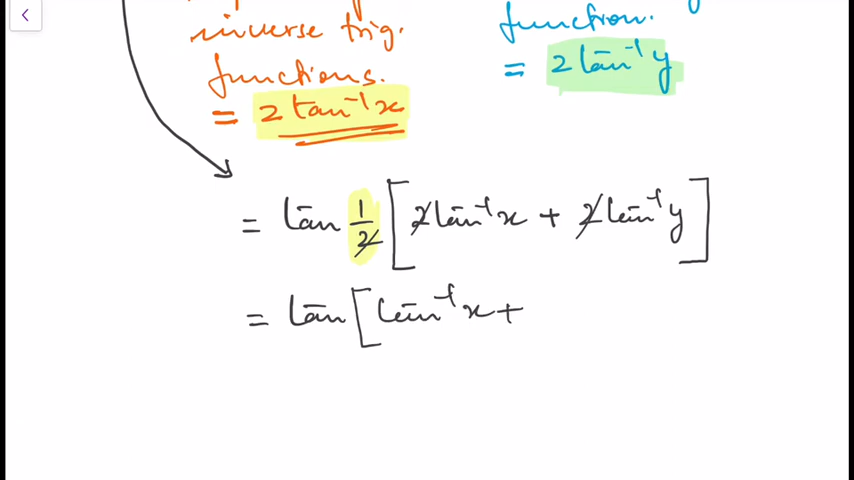 inverse trig.
functions.
= 2 tan⁻¹x
function.
= 2 tan⁻¹y
= tan 1/2 [2 tan⁻¹x + 2 tan⁻¹y]
= tan [tan⁻¹x +